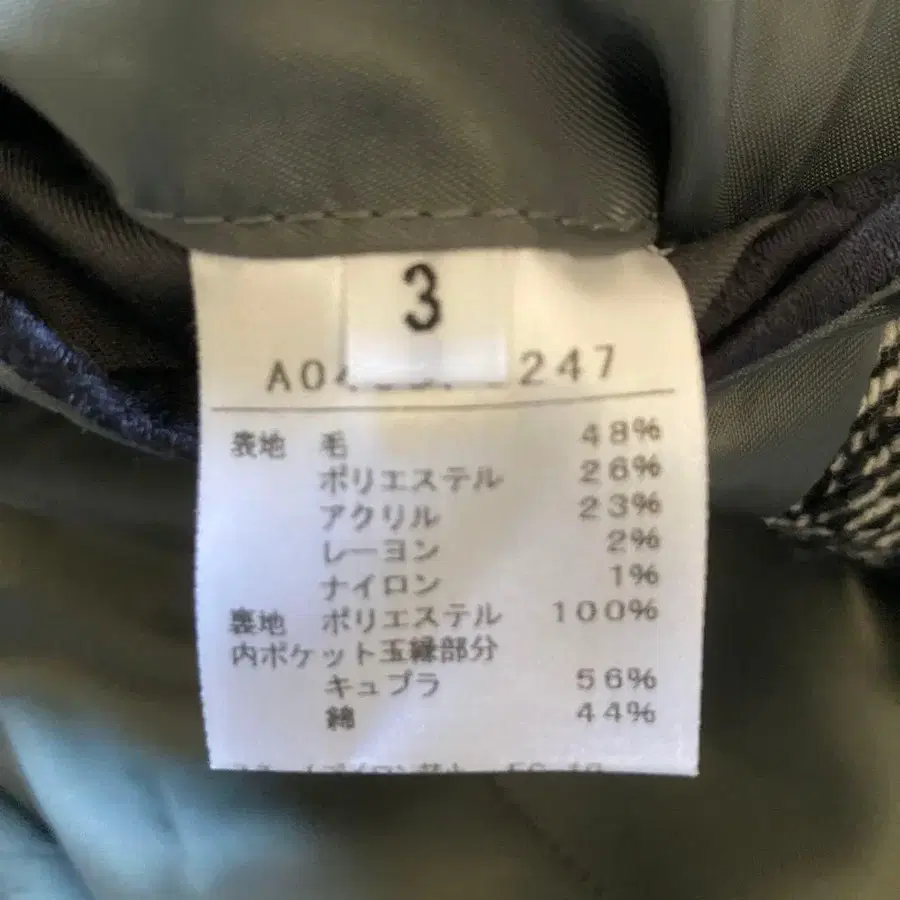 3
247
表地 毛 48%
ポリエステル 26%
アクリル 23%
レーヨン 2%
ナイロン 1%
裏地 ポリエステル 100%
内ポケット玉縁部分
キュプラ 56%
綿 44%